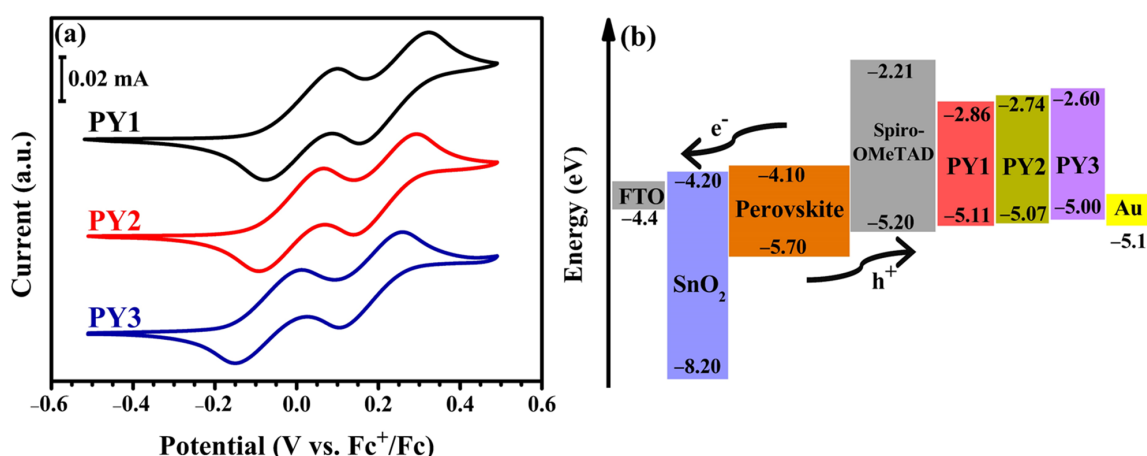 (a)
0.02 mA
PY1
PY2
PY3
Current (a.u.)
−0.6 −0.4 −0.2 0.0 0.2 0.4 0.6
Potential (V vs. Fc⁺/Fc)
(b)
Energy (eV)
e⁻
h⁺
FTO
−4.4
−4.20
SnO₂
−8.20
−4.10
Perovskite
−5.70
−2.21
Spiro-
OMeTAD
−5.20
−2.86
PY1
−5.11
−2.74
PY2
−5.07
−2.60
PY3
−5.00
Au
−5.1